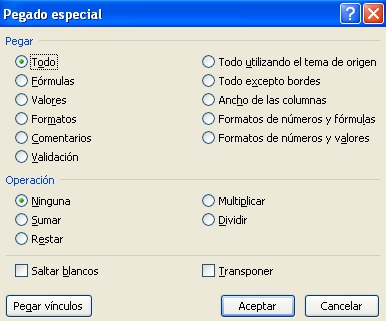 Pegado especial
Pegar
Todo
Todo utilizando el tema de origen
Fórmulas
Todo excepto bordes
Valores
Ancho de las columnas
Formatos
Formatos de números y fórmulas
Comentarios
Formatos de números y valores
Validación
Operación
Ninguna
Multiplicar
Sumar
Dividir
Restar
Saltar blancos
Transponer
Pegar vínculos
Aceptar
Cancelar